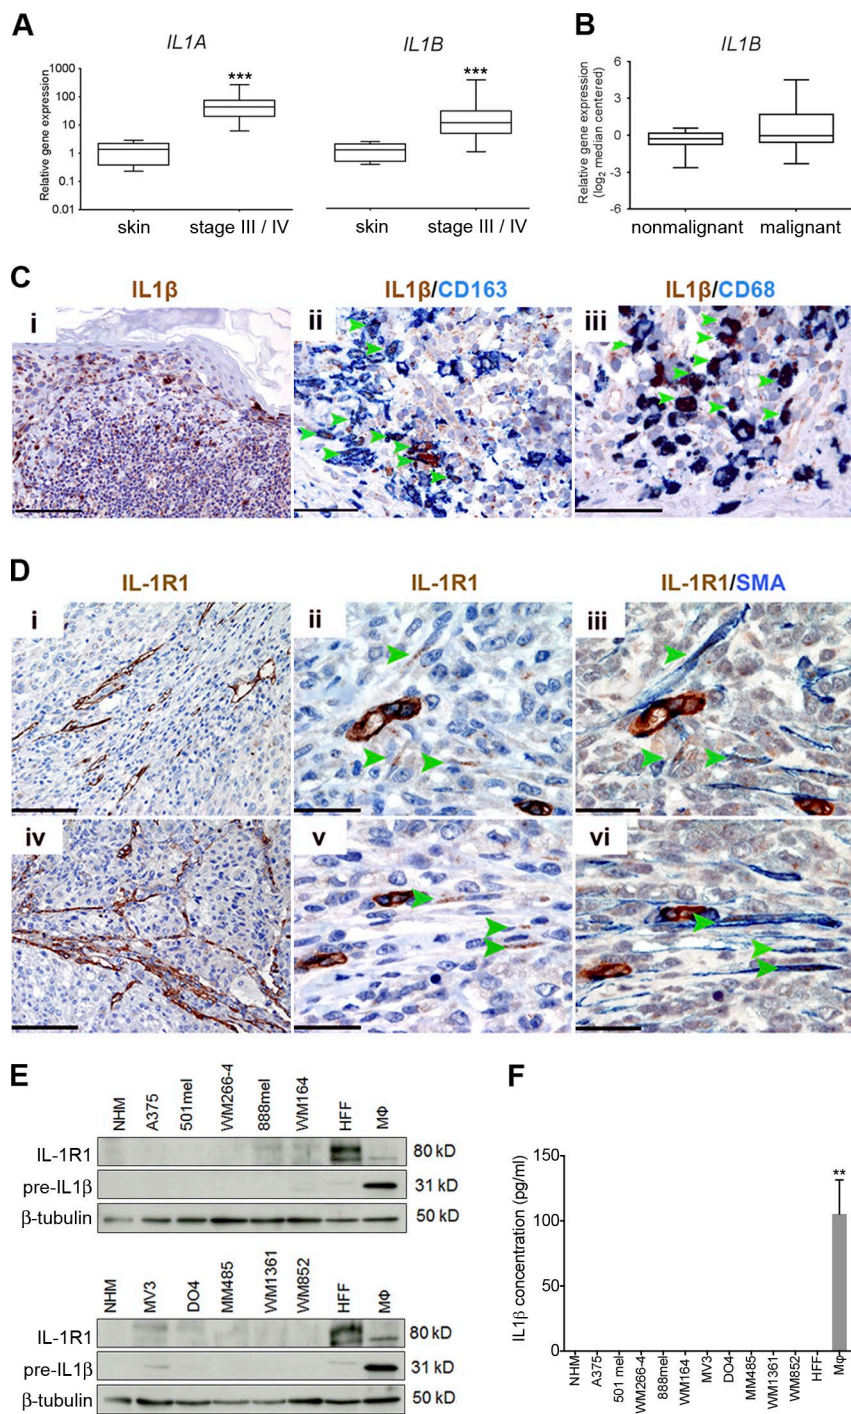 A
B
IL1A
IL1B
IL1B
Relative gene expression
1000
100
10
1
0.1
0.01
***
***
skin
stage III / IV
skin
stage III / IV
Relative gene expression
(log2 median centered)
6
3
0
-3
-6
nonmalignant
malignant
C
IL1β
IL1β/CD163
IL1β/CD68
i
ii
iii
D
IL-1R1
IL-1R1
IL-1R1/SMA
i
ii
iii
iv
v
vi
E
NHM
A375
501mel
WM266-4
888mel
WM164
HFF
MΦ
IL-1R1
80 kD
pre-IL1β
31 kD
β-tubulin
50 kD
NHM
MV3
DO4
MM485
WM1361
WM852
HFF
MΦ
IL-1R1
80 kD
pre-IL1β
31 kD
β-tubulin
50 kD
F
IL1β concentration (pg/ml)
150
100
50
0
**
NHM
A375
501 mel
WM266-4
888mel
WM164
MV3
DO4
MM485
WM1361
WM852
HFF
Mφ